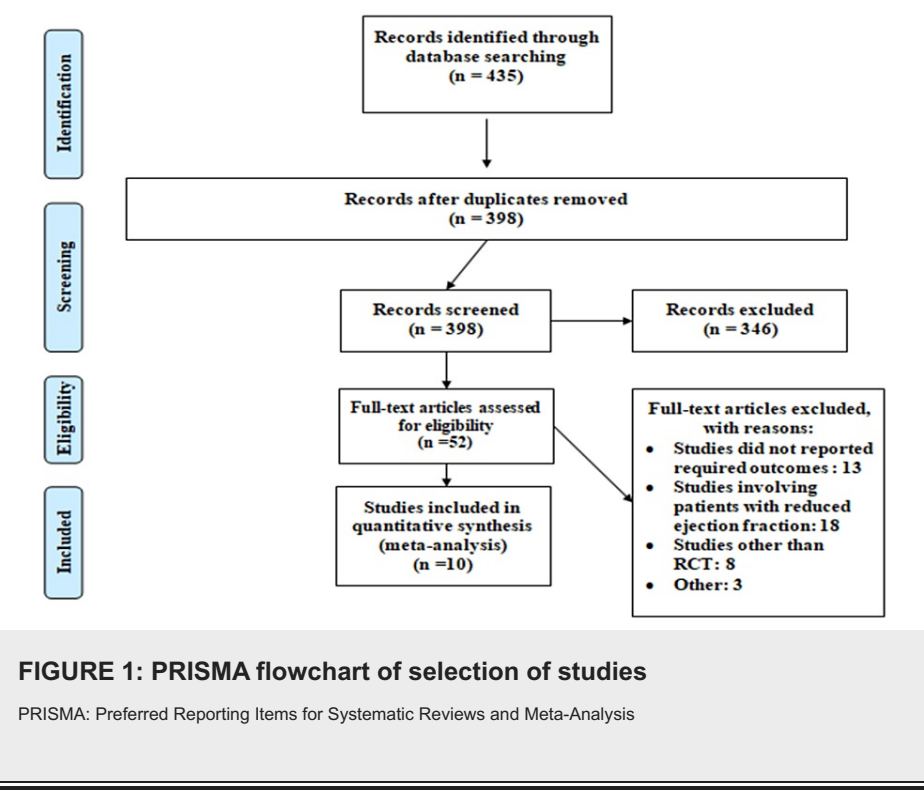 Identification
Records identified through
database searching
(n = 435)
Records after duplicates removed
(n = 398)
Screening
Records screened
(n = 398)
Records excluded
(n = 346)
Eligibility
Full-text articles assessed
for eligibility
(n =52)
Full-text articles excluded,
with reasons:
• Studies did not reported
required outcomes : 13
• Studies involving
patients with reduced
ejection fraction: 18
• Studies other than
RCT: 8
• Other: 3
Included
Studies included in
quantitative synthesis
(meta-analysis)
(n =10)
FIGURE 1: PRISMA flowchart of selection of studies
PRISMA: Preferred Reporting Items for Systematic Reviews and Meta-Analysis